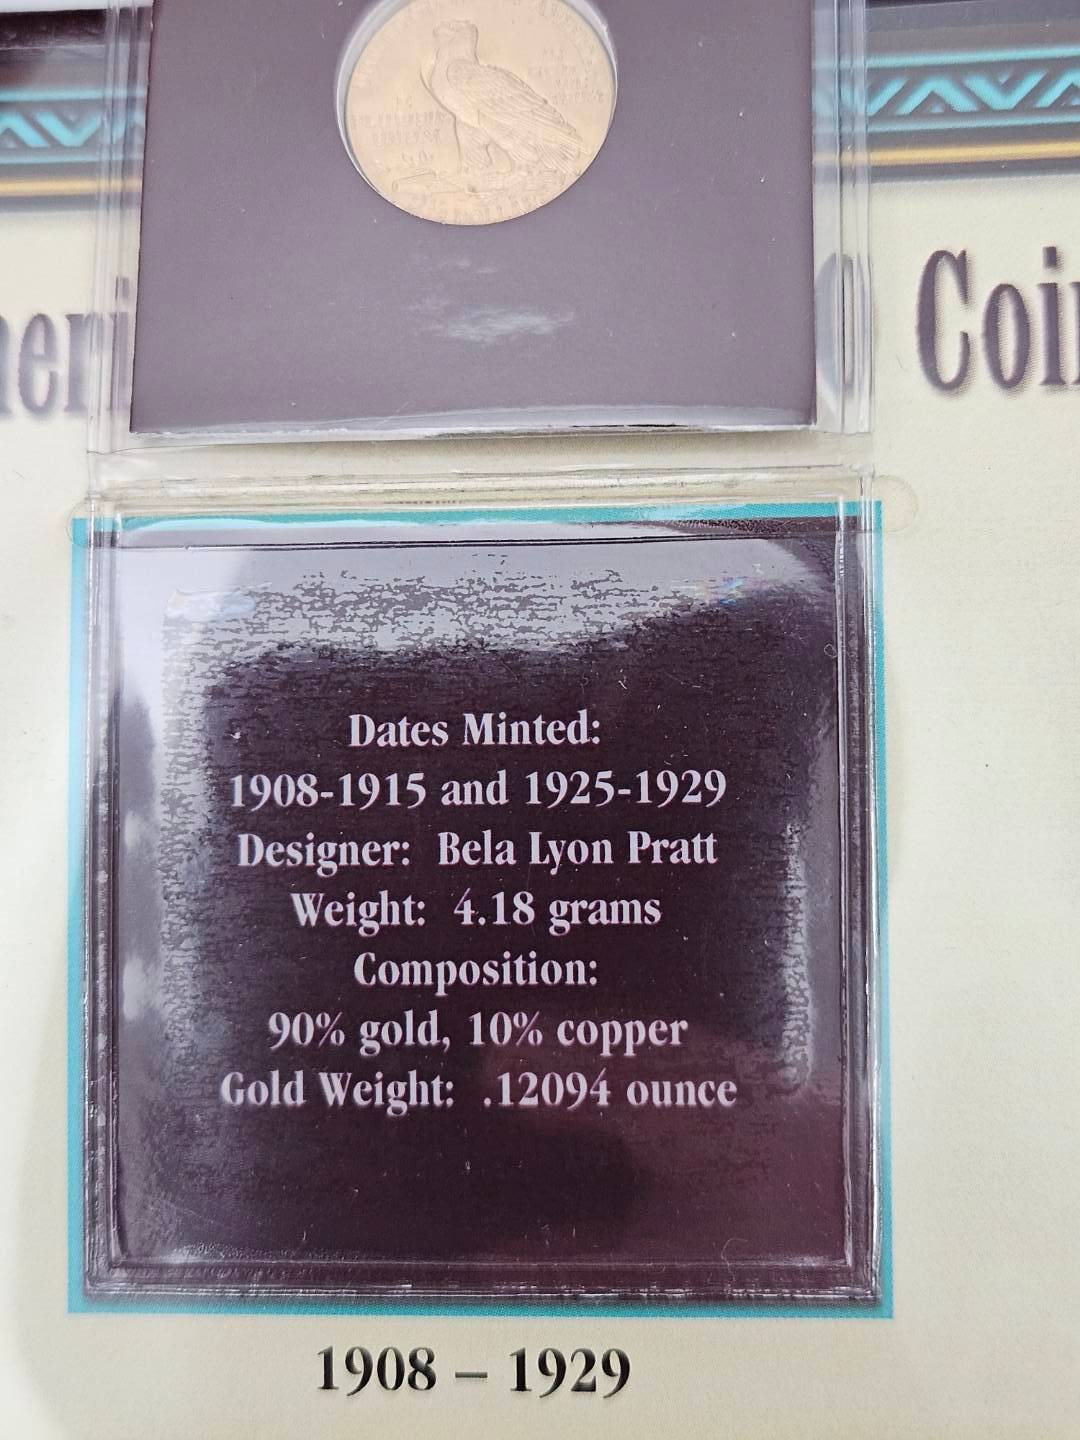 Coin
Dates Minted:
1908-1915 and 1925-1929
Designer: Bela Lyon Pratt
Weight: 4.18 grams
Composition:
90% gold, 10% copper
Gold Weight: .12094 ounce
1908 – 1929